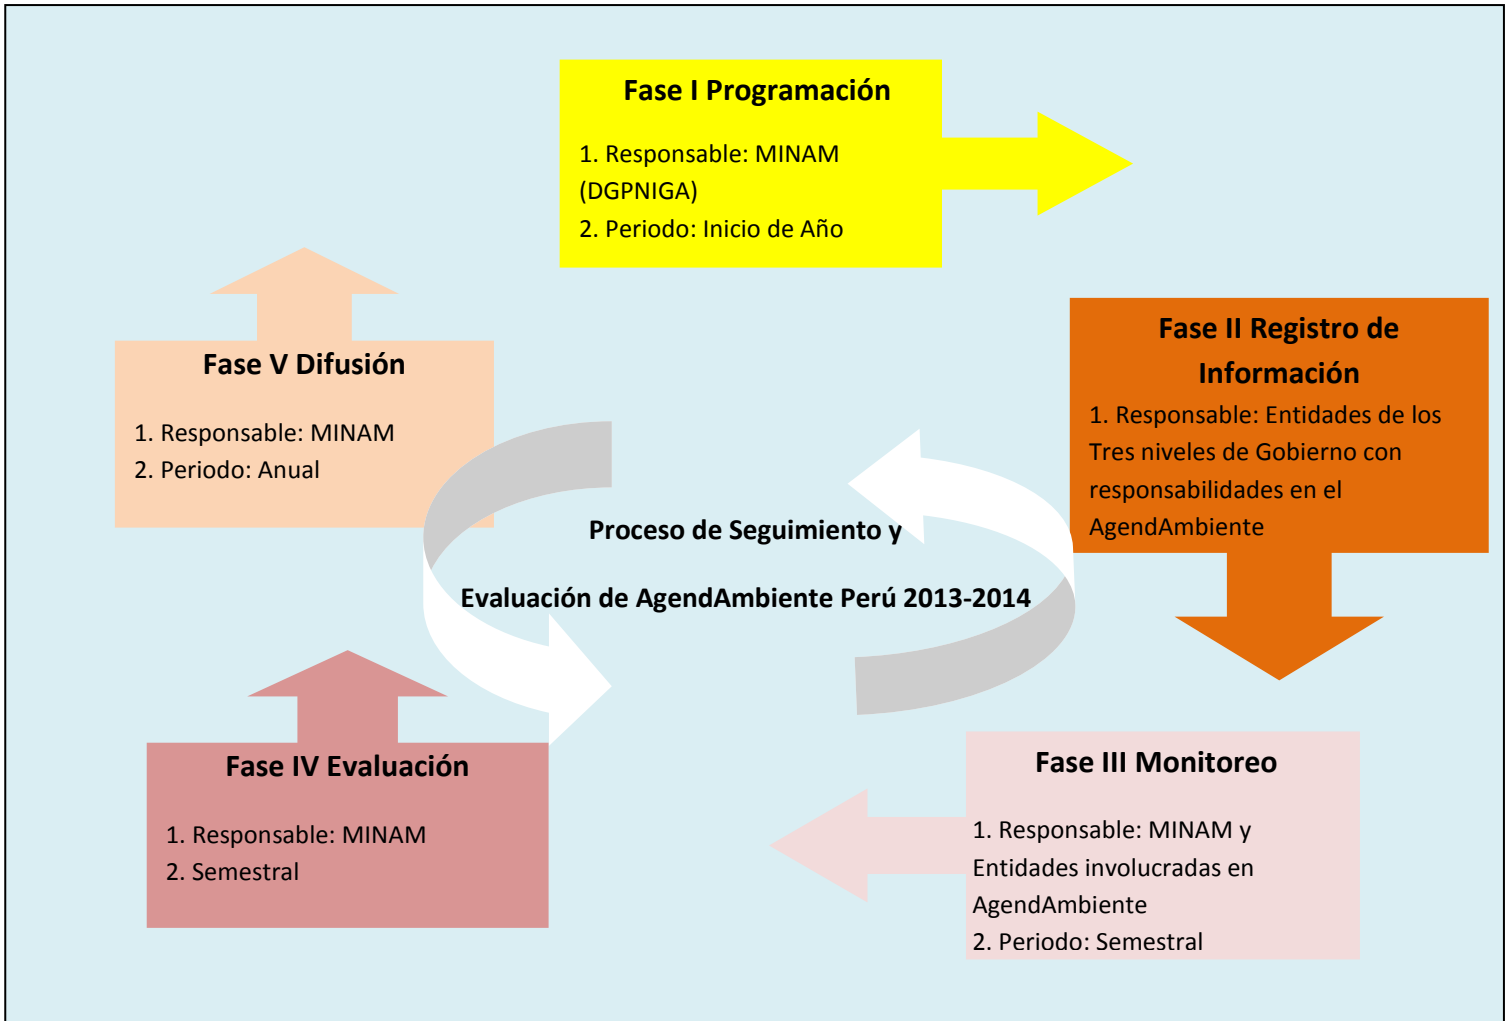 Fase I Programación
1. Responsable: MINAM
(DGPNIGA)
2. Periodo: Inicio de Año
Fase II Registro de
Información
1. Responsable: Entidades de los
Tres niveles de Gobierno con
responsabilidades en el
AgendAmbiente
Fase III Monitoreo
1. Responsable: MINAM y
Entidades involucradas en
AgendAmbiente
2. Periodo: Semestral
Fase IV Evaluación
1. Responsable: MINAM
2. Semestral
Fase V Difusión
1. Responsable: MINAM
2. Periodo: Anual
Proceso de Seguimiento y
Evaluación de AgendAmbiente Perú 2013-2014